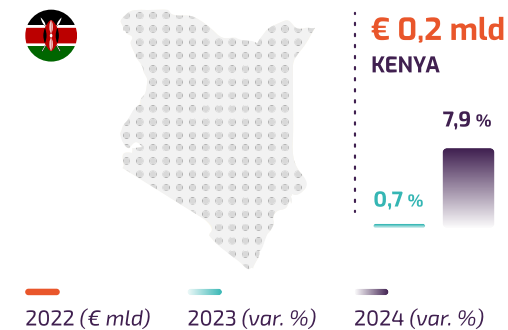 € 0,2 mld
KENYA
7,9 %
0,7 %
2022 (€ mld)
2023 (var. %)
2024 (var. %)